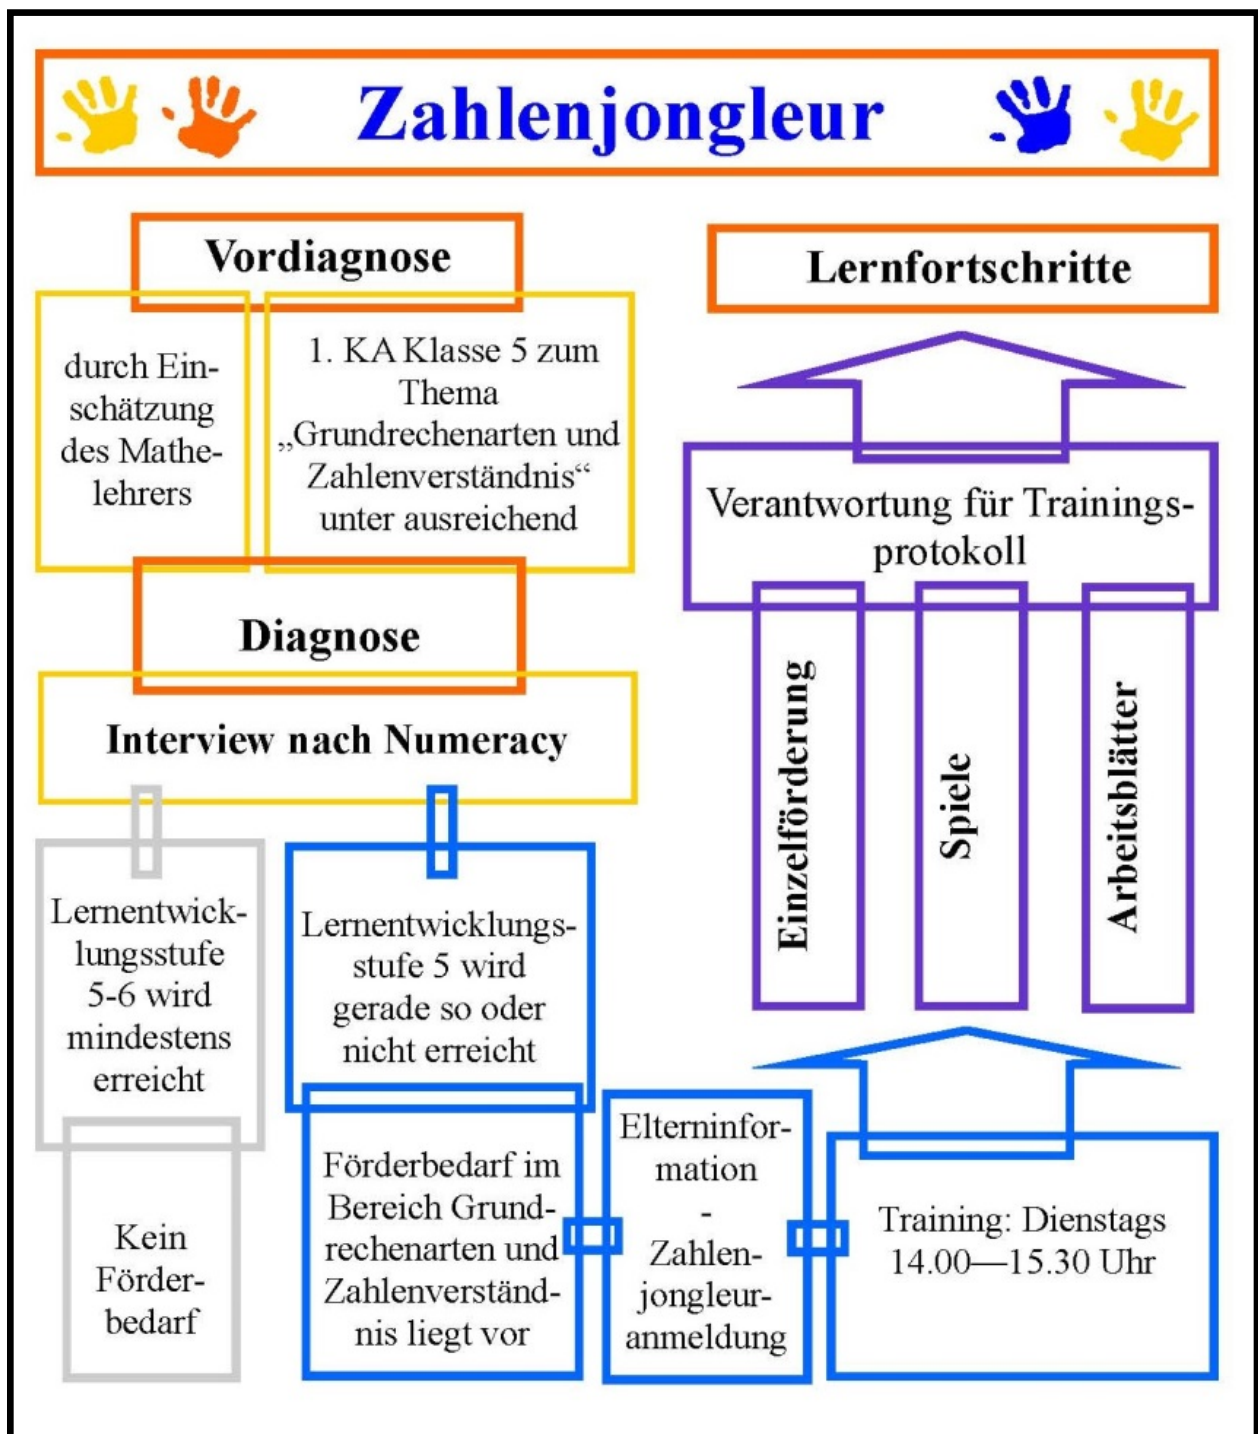 Zahlenjongleur
Vordiagnose
durch Ein-
schätzung
des Mathe-
lehrers
1. KA Klasse 5 zum
Thema
„Grundrechenarten und
Zahlenverständnis“
unter ausreichend
Diagnose
Interview nach Numeracy
Lernentwick-
lungsstufe
5-6 wird
mindestens
erreicht
Kein
Förder-
bedarf
Lernentwicklungs-
stufe 5 wird
gerade so oder
nicht erreicht
Förderbedarf im
Bereich Grund-
rechenarten und
Zahlenverständ-
nis liegt vor
Elterninfor-
mation
-
Zahlen-
jongleur-
anmeldung
Training: Dienstags
14.00—15.30 Uhr
Einzelförderung
Spiele
Arbeitsblätter
Verantwortung für Trainings-
protokoll
Lernfortschritte